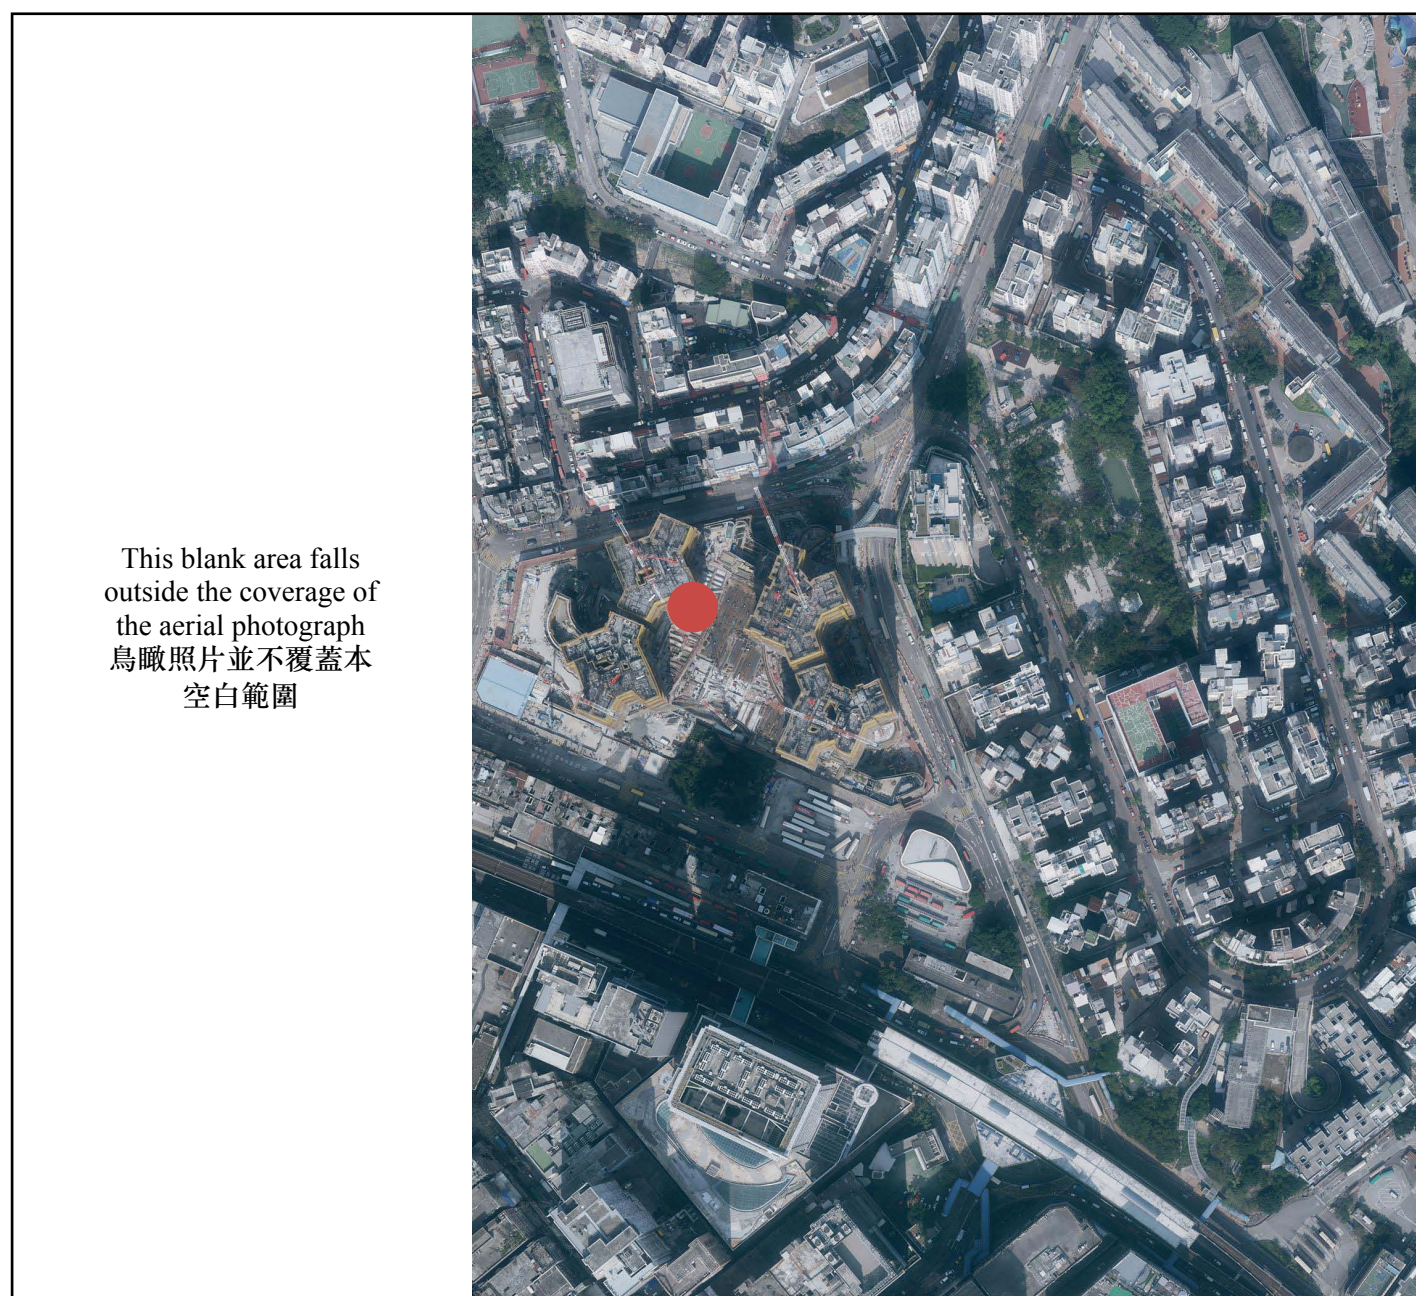 This blank area falls
outside the coverage of
the aerial photograph
鳥瞰照片並不覆蓋本
空白範圍